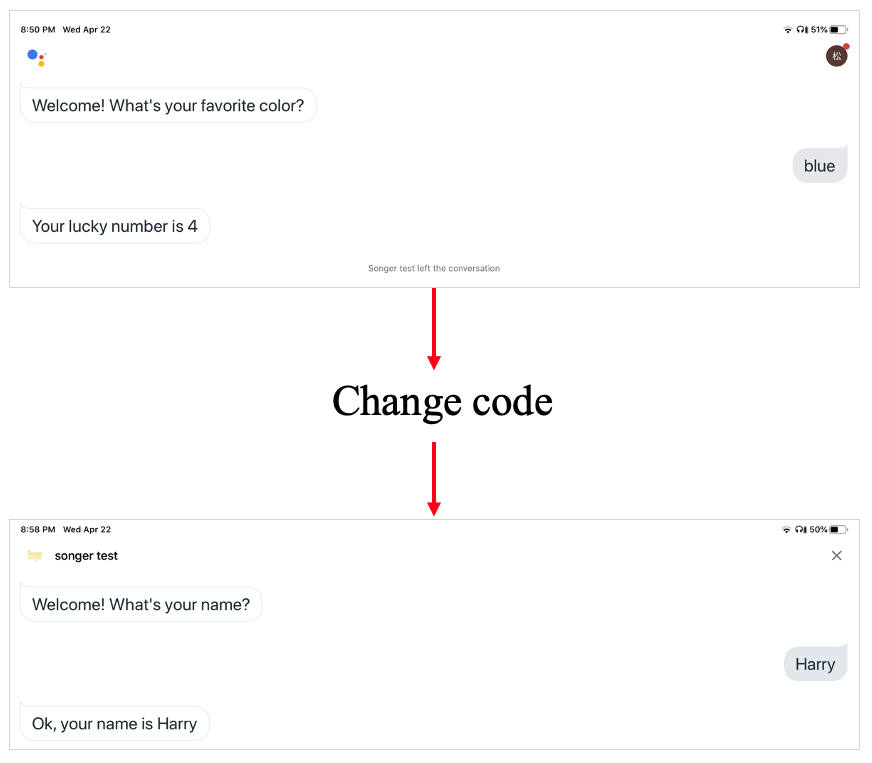 8:50 PM Wed Apr 22
51%
松
Welcome! What's your favorite color?
blue
Your lucky number is 4
Songer test left the conversation
Change code
8:58 PM Wed Apr 22
50%
Songer songer test
Welcome! What's your name?
Harry
Ok, your name is Harry